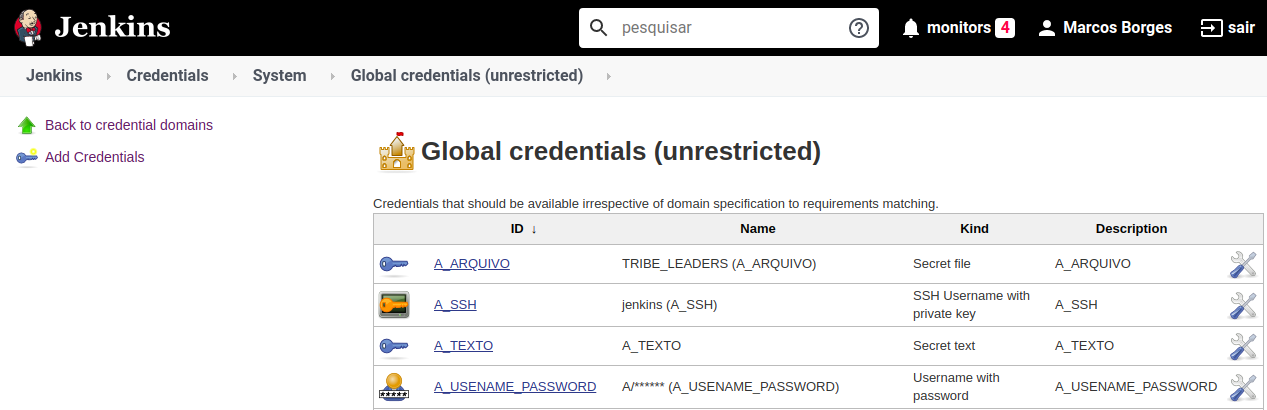 Jenkins
pesquisar
monitors 4
Marcos Borges
sair
Jenkins Credentials System Global credentials (unrestricted)
Back to credential domains
Add Credentials
Global credentials (unrestricted)
Credentials that should be available irrespective of domain specification to requirements matching.
ID ↓ Name Kind Description
A_ARQUIVO TRIBE_LEADERS (A_ARQUIVO) Secret file A_ARQUIVO
A_SSH jenkins (A_SSH) SSH Username with
private key A_SSH
A_TEXTO A_TEXTO Secret text A_TEXTO
A_USENAME_PASSWORD A/****** (A_USENAME_PASSWORD) Username with
password A_USENAME_PASSWORD